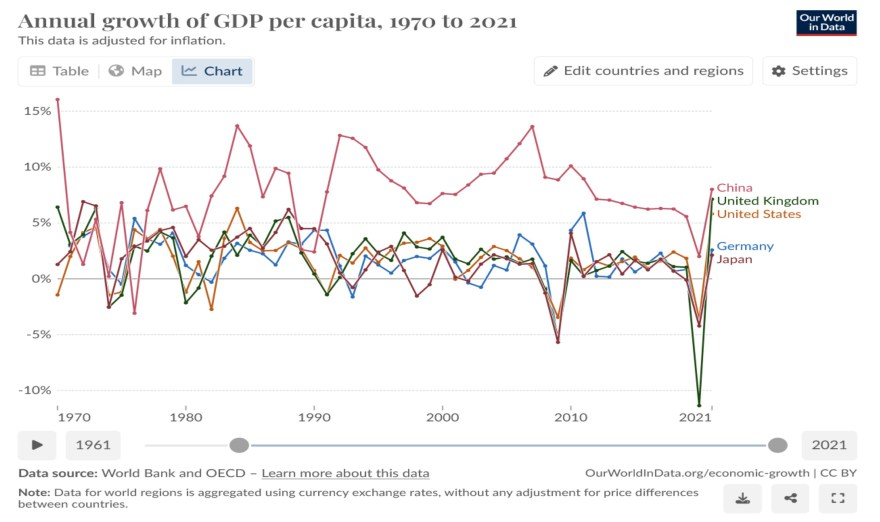 Annual growth of GDP per capita, 1970 to 2021
This data is adjusted for inflation.
Our World
in Data
Table
Map
Chart
Edit countries and regions
Settings
15%
10%
5%
0%
-5%
-10%
China
United Kingdom
United States
Germany
Japan
1970
1980
1990
2000
2010
2021
1961
2021
Data source: World Bank and OECD – Learn more about this data
OurWorldInData.org/economic-growth | CC BY
Note: Data for world regions is aggregated using currency exchange rates, without any adjustment for price differences
between countries.